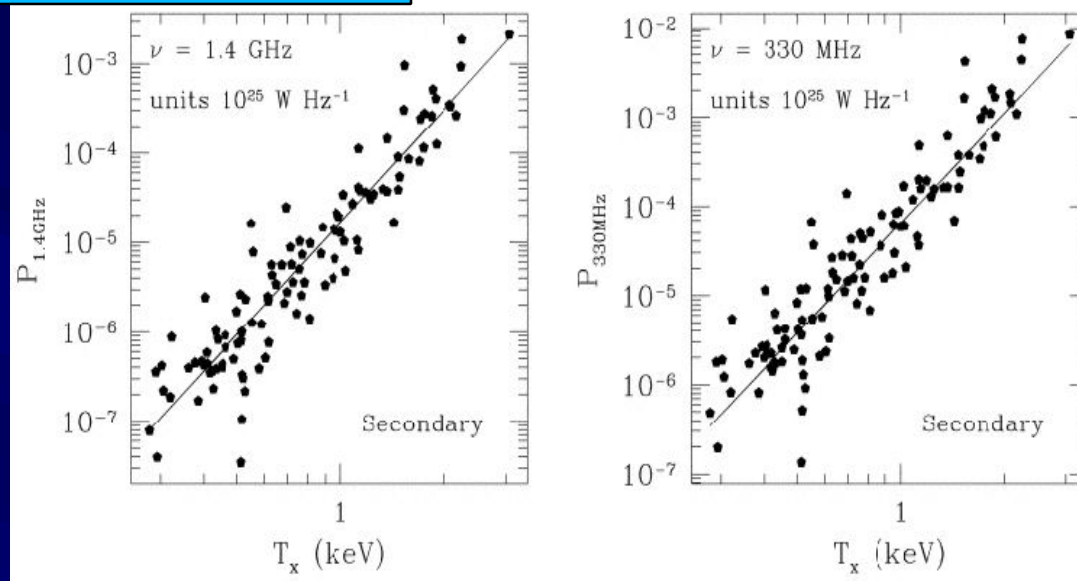 ν = 1.4 GHz
units 10²⁵ W Hz⁻¹
10⁻³
10⁻⁴
10⁻⁵
10⁻⁶
10⁻⁷
P₁.₄GHz
Secondary
1
Tₓ (keV)
ν = 330 MHz
units 10²⁵ W Hz⁻¹
10⁻²
10⁻³
10⁻⁴
10⁻⁵
10⁻⁶
10⁻⁷
P₃₃₀MHz
Secondary
1
Tₓ (keV)